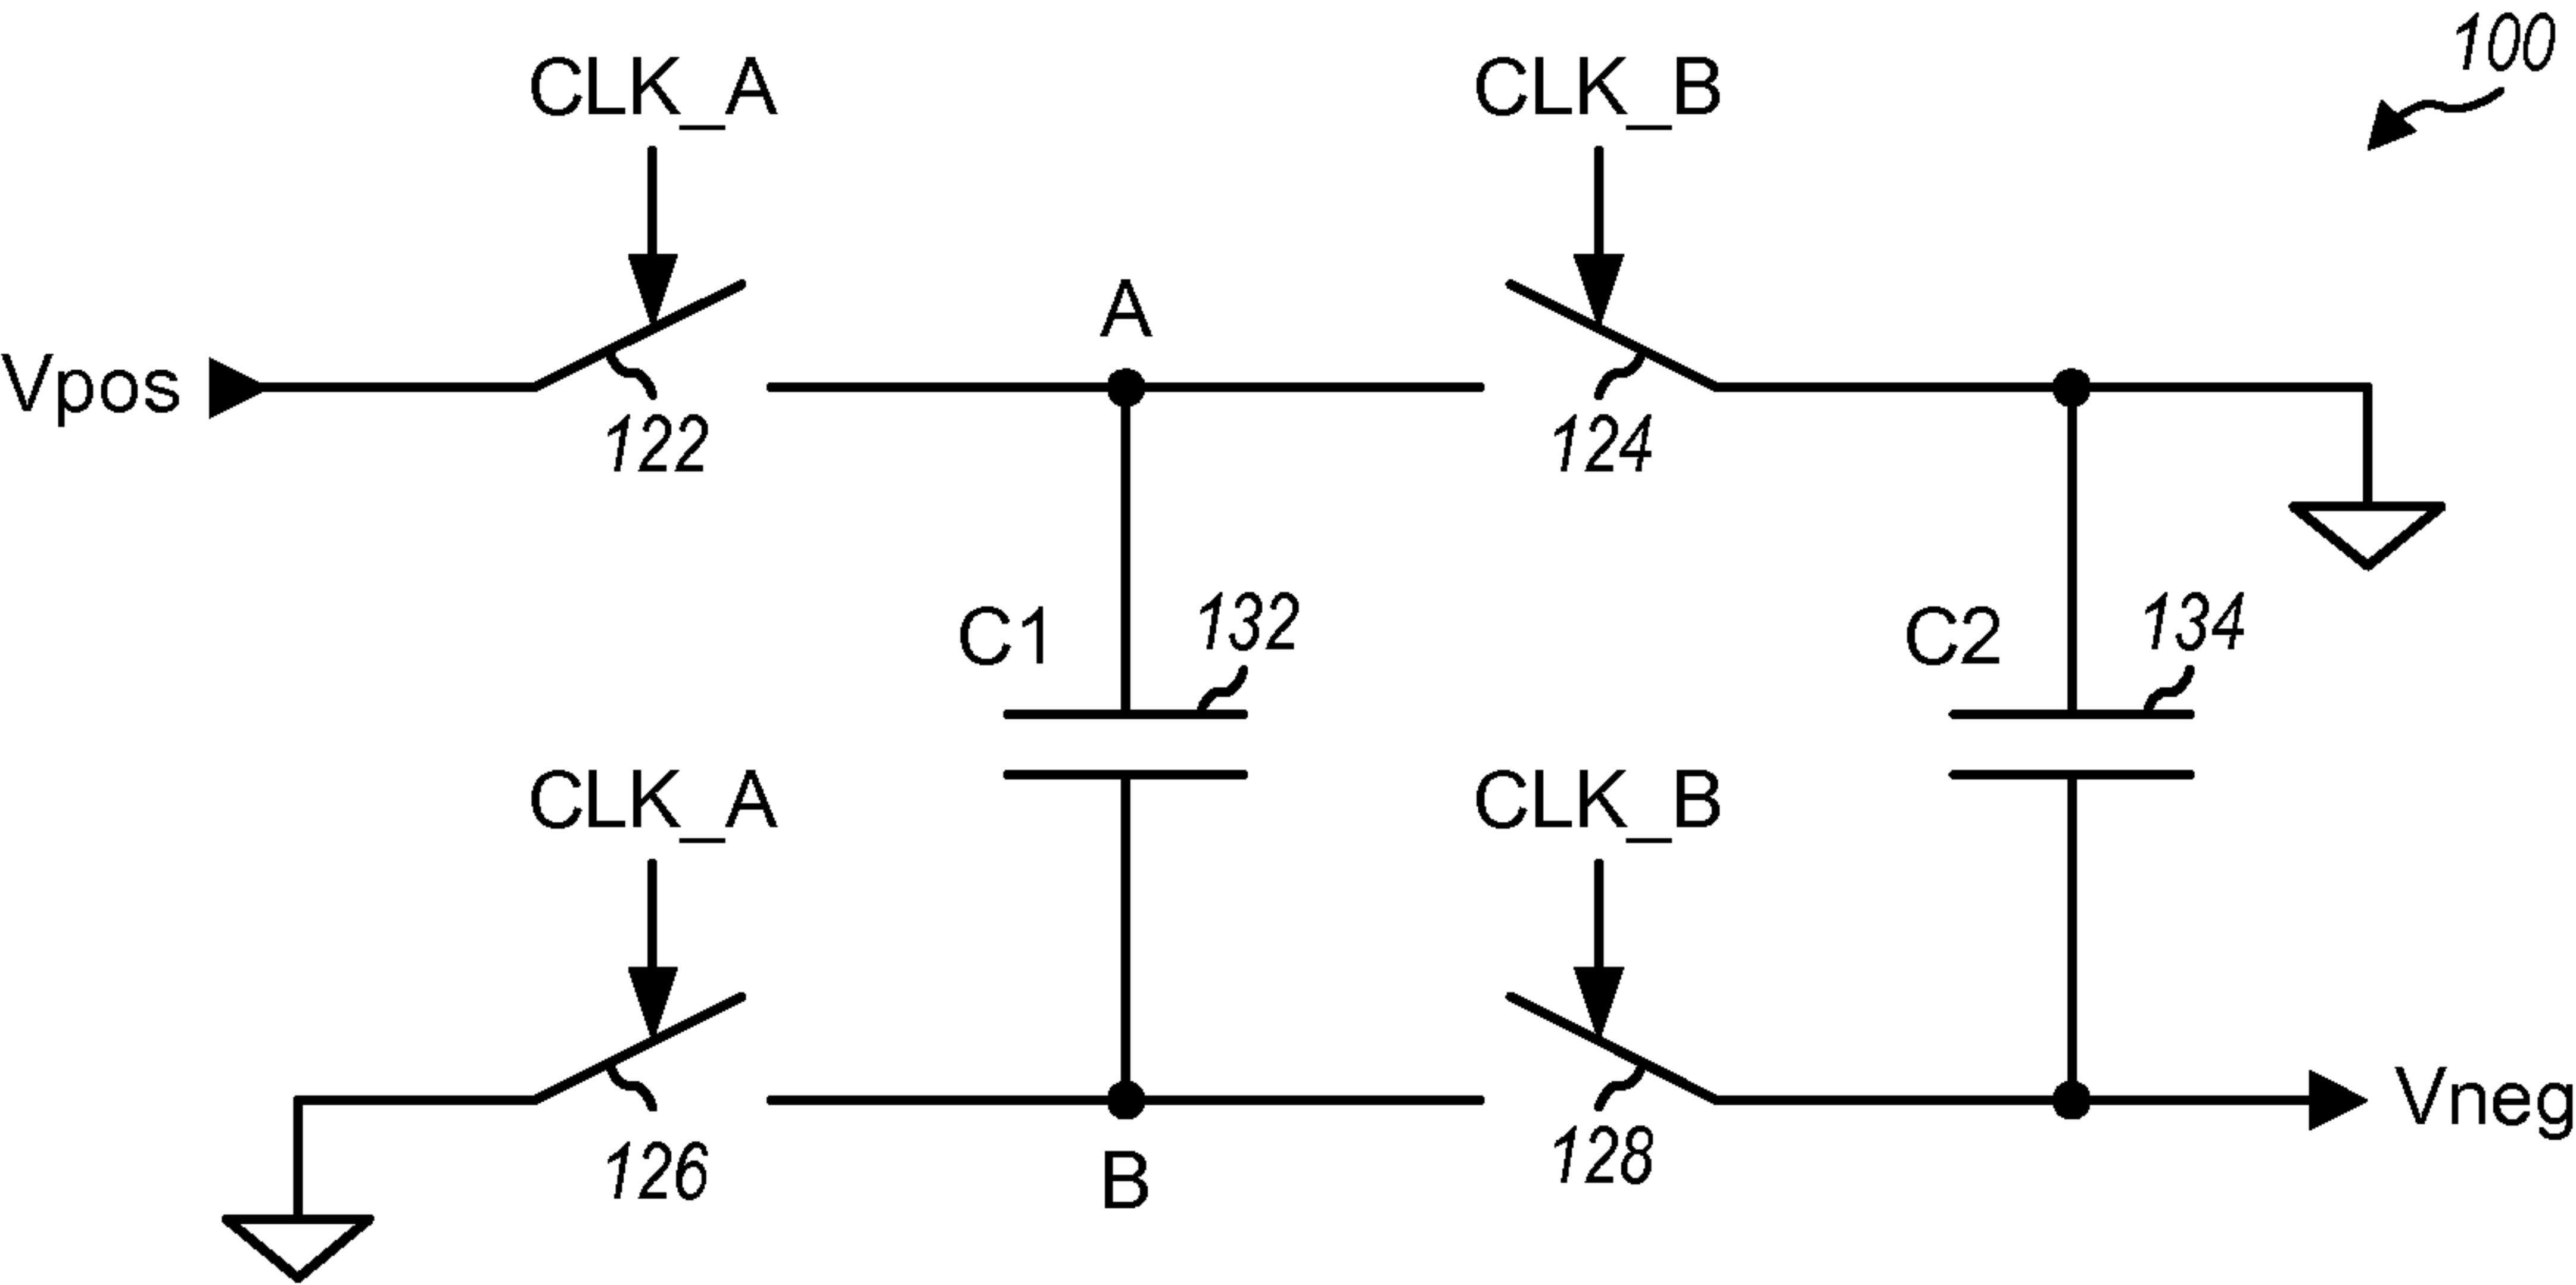 100
CLK_A
CLK_B
Vpos
A
122
124
C1
132
C2
134
CLK_A
CLK_B
126
B
128
Vneg